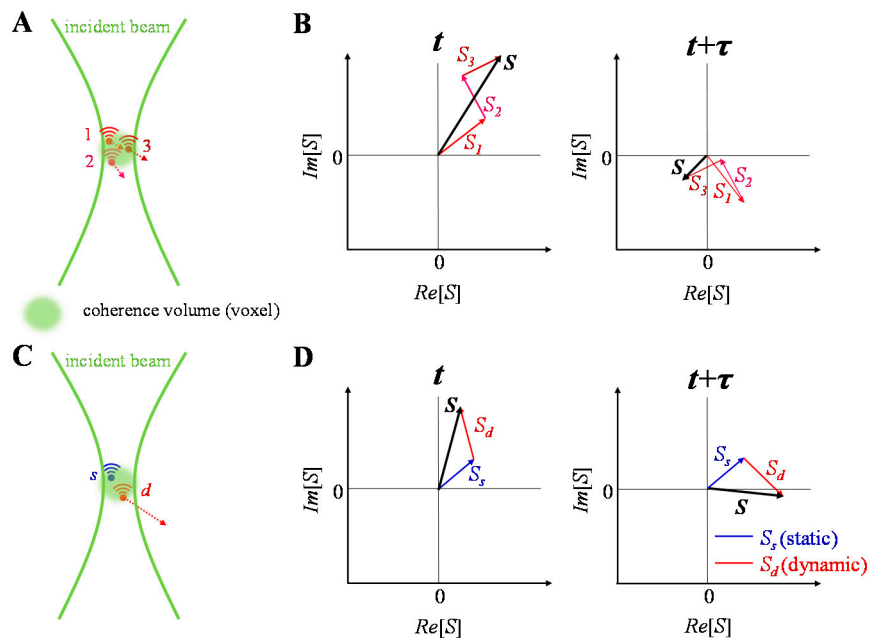 A
incident beam
1
2
3
coherence volume (voxel)
B
t
S3
S
S2
S1
Im[S]
0
0
Re[S]
t+τ
S
S3
S1
S2
Im[S]
0
0
Re[S]
C
incident beam
s
d
D
t
S
Sd
Ss
Im[S]
0
0
Re[S]
t+τ
Ss
Sd
S
Im[S]
0
0
Re[S]
Ss(static)
Sd(dynamic)